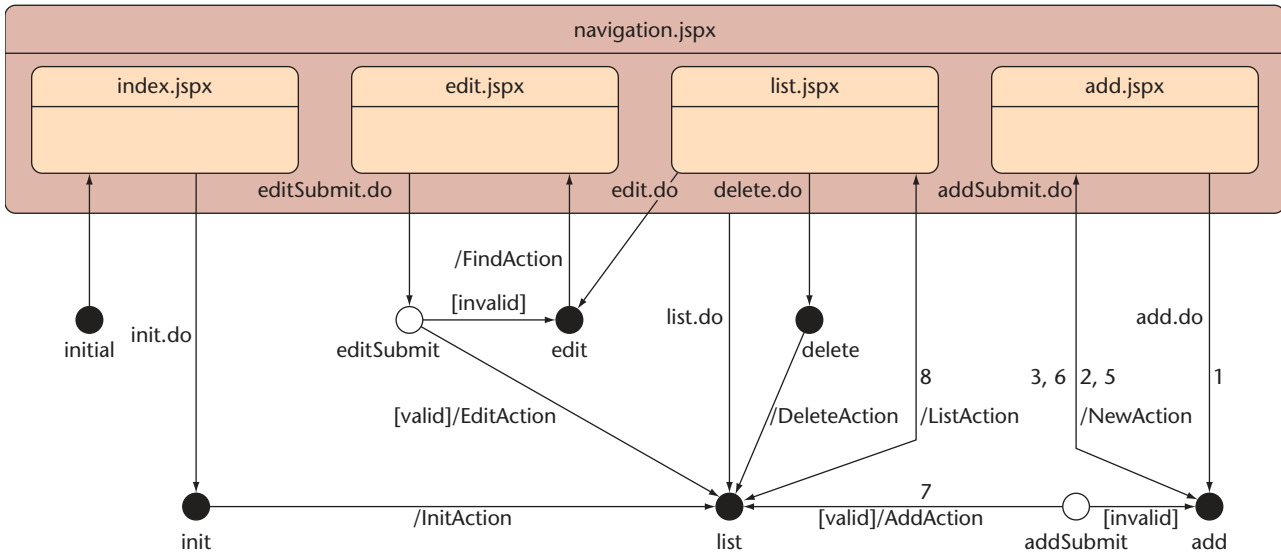 navigation.jspx
index.jspx edit.jspx list.jspx add.jspx
editSubmit.do edit.do delete.do addSubmit.do
/FindAction
[invalid]
init.do list.do add.do
initial editSubmit edit delete
3, 6 2, 5 8 1
[valid]/EditAction /DeleteAction /ListAction /NewAction
7
/InitAction [valid]/AddAction [invalid]
init list addSubmit add